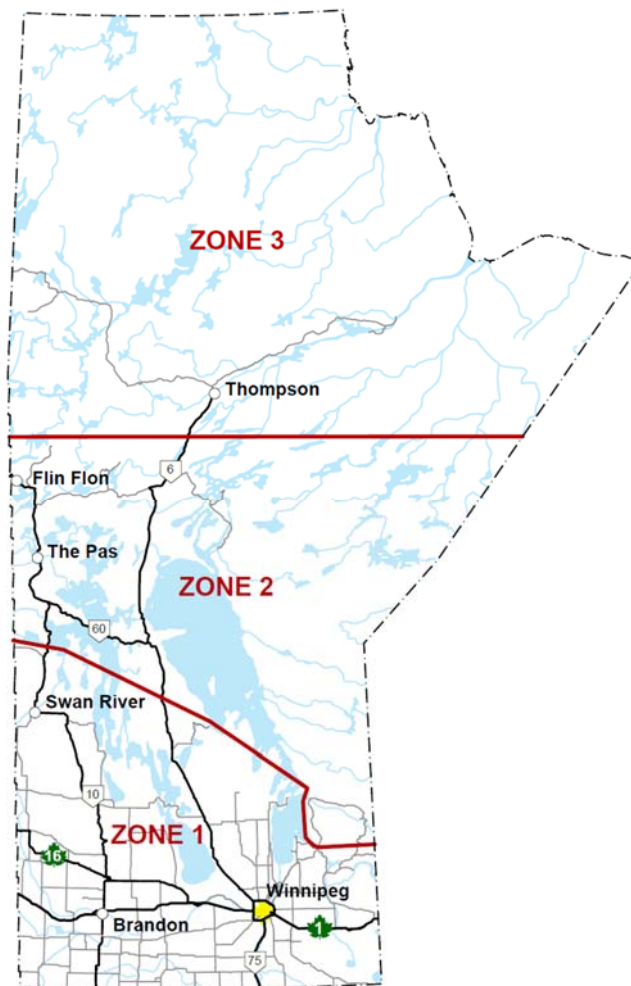 ZONE 3
Thompson
6
Flin Flon
The Pas
ZONE 2
60
Swan River
10
ZONE 1
16
Winnipeg
Brandon
1
75